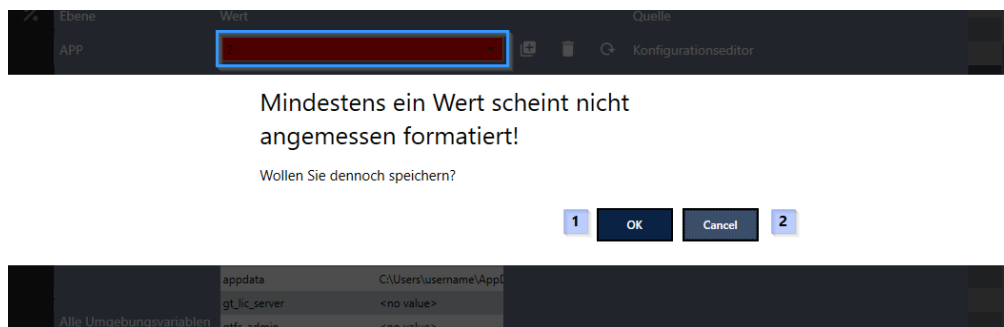 Ebene Wert Quelle
APP 2 Konfigurationseditor
Mindestens ein Wert scheint nicht
angemessen formatiert!
Wollen Sie dennoch speichern?
1 OK Cancel 2
appdata C:\Users\username\AppD
gt_lic_server <no value>
Alle Umgebungsvariablen
<no value>